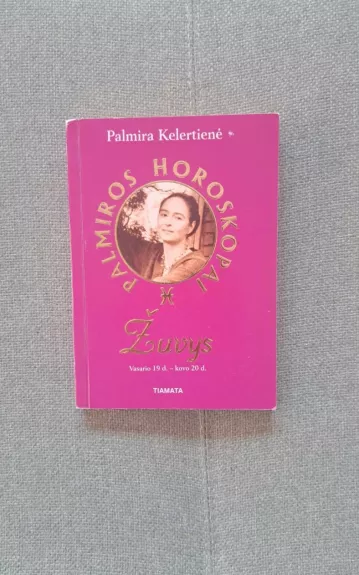 Palmira Kelertienė
PALMIROS HOROSKOPAI
♓
Žuvys
Vasario 19 d. – kovo 20 d.
TIAMATA